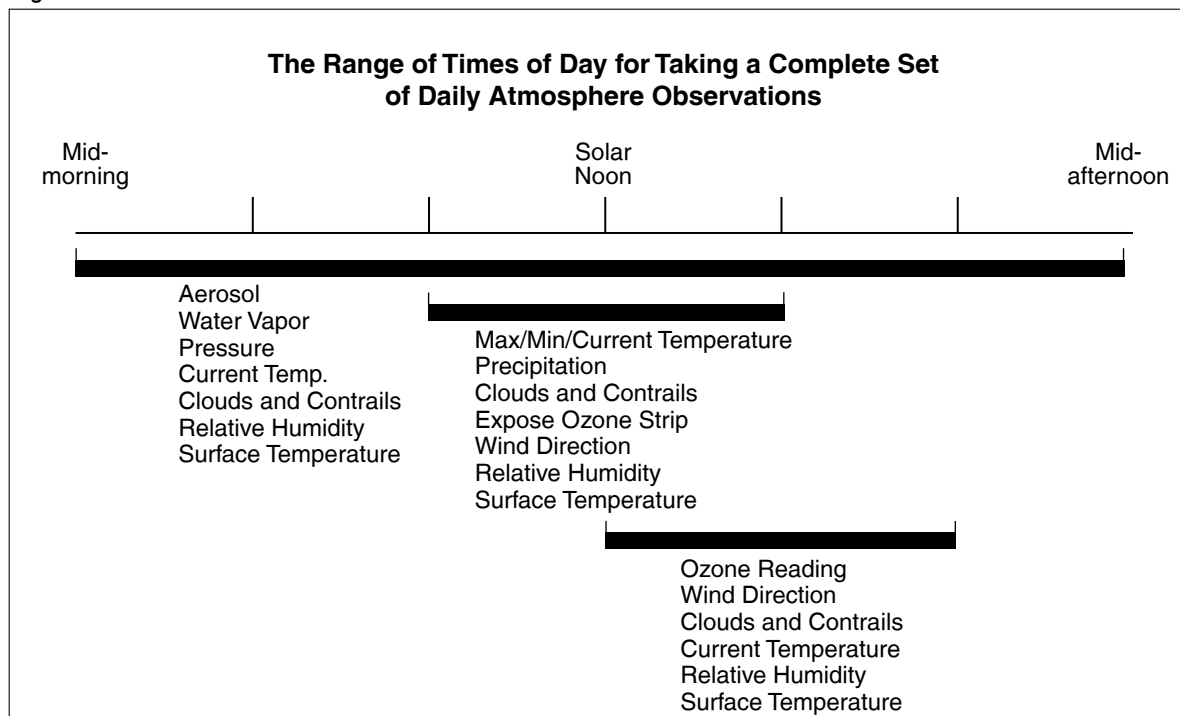 The Range of Times of Day for Taking a Complete Set
of Daily Atmosphere Observations
Mid-
morning
Solar
Noon
Mid-
afternoon
Aerosol
Water Vapor
Pressure
Current Temp.
Clouds and Contrails
Relative Humidity
Surface Temperature
Max/Min/Current Temperature
Precipitation
Clouds and Contrails
Expose Ozone Strip
Wind Direction
Relative Humidity
Surface Temperature
Ozone Reading
Wind Direction
Clouds and Contrails
Current Temperature
Relative Humidity
Surface Temperature